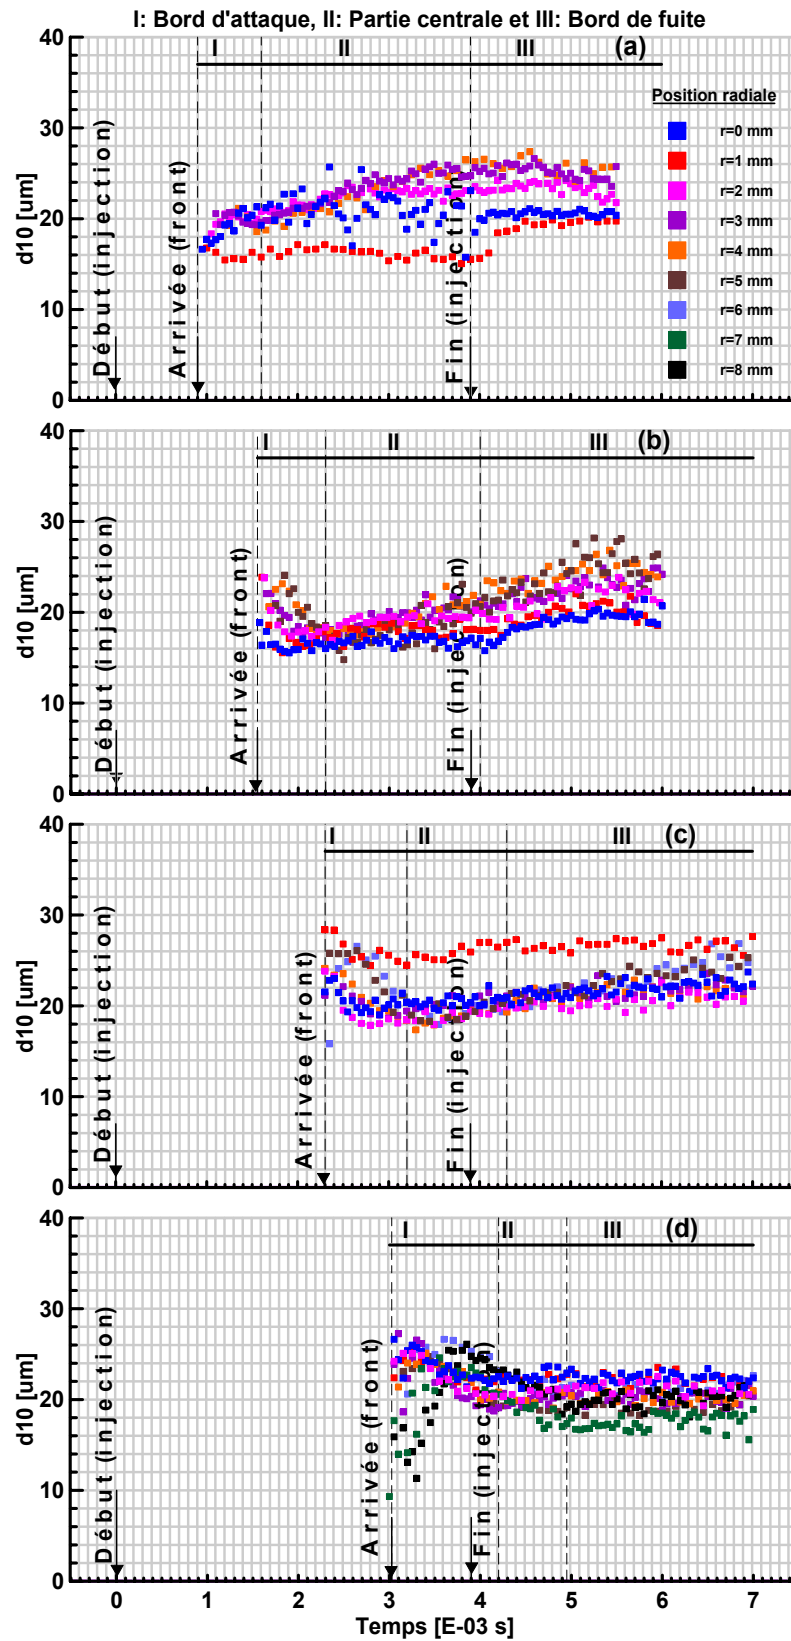 I: Bord d'attaque, II: Partie centrale et III: Bord de fuite
40
30
20
10
0
d10 [um]
I
II
III
(a)
Début (injection)
Arrivée (front)
Fin (injection)
Position radiale
r=0 mm
r=1 mm
r=2 mm
r=3 mm
r=4 mm
r=5 mm
r=6 mm
r=7 mm
r=8 mm
40
30
20
10
0
d10 [um]
I
II
III
(b)
Début (injection)
Arrivée (front)
Fin (injection)
40
30
20
10
0
d10 [um]
I
II
III
(c)
Début (injection)
Arrivée (front)
Fin (injection)
40
30
20
10
0
d10 [um]
I
II
III
(d)
Début (injection)
Arrivée (front)
Fin (injection)
0 1 2 3 4 5 6 7
Temps [E-03 s]